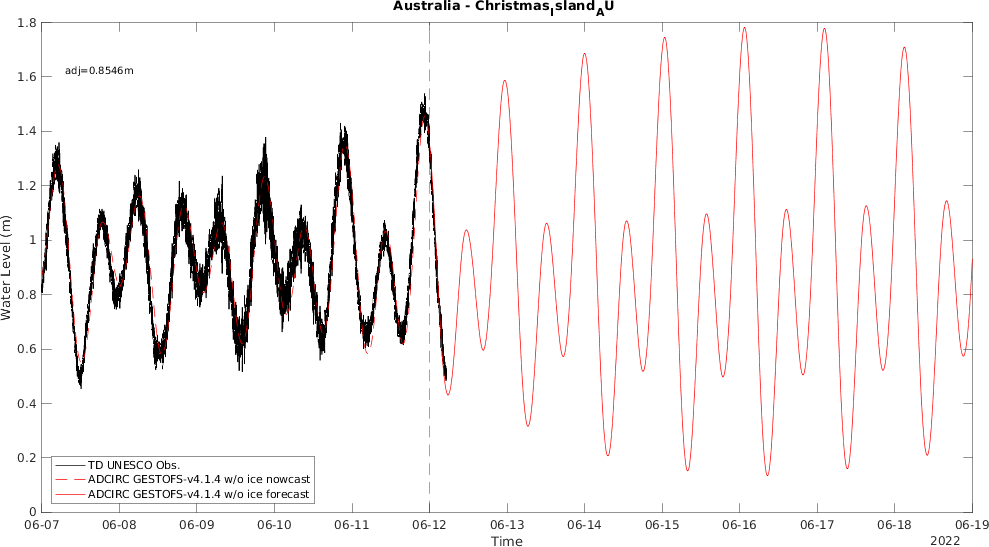 Australia - Christmas_Island_AU
1.8
1.6
1.4
1.2
1
0.8
0.6
0.4
0.2
0
Water Level (m)
adj=0.8546m
TD UNESCO Obs.
ADCIRC GESTOFS-v4.1.4 w/o ice nowcast
ADCIRC GESTOFS-v4.1.4 w/o ice forecast
06-07 06-08 06-09 06-10 06-11 06-12 06-13 06-14 06-15 06-16 06-17 06-18 06-19
Time
2022